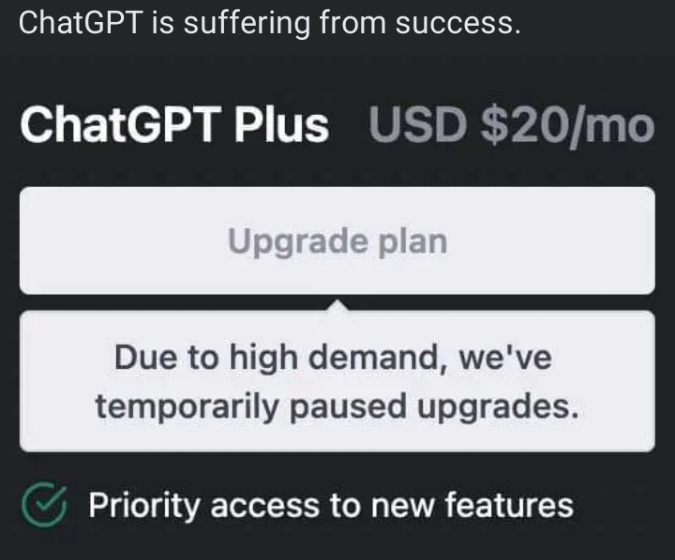 ChatGPT is suffering from success.
ChatGPT Plus USD $20/mo
Upgrade plan
Due to high demand, we've
temporarily paused upgrades.
Priority access to new features